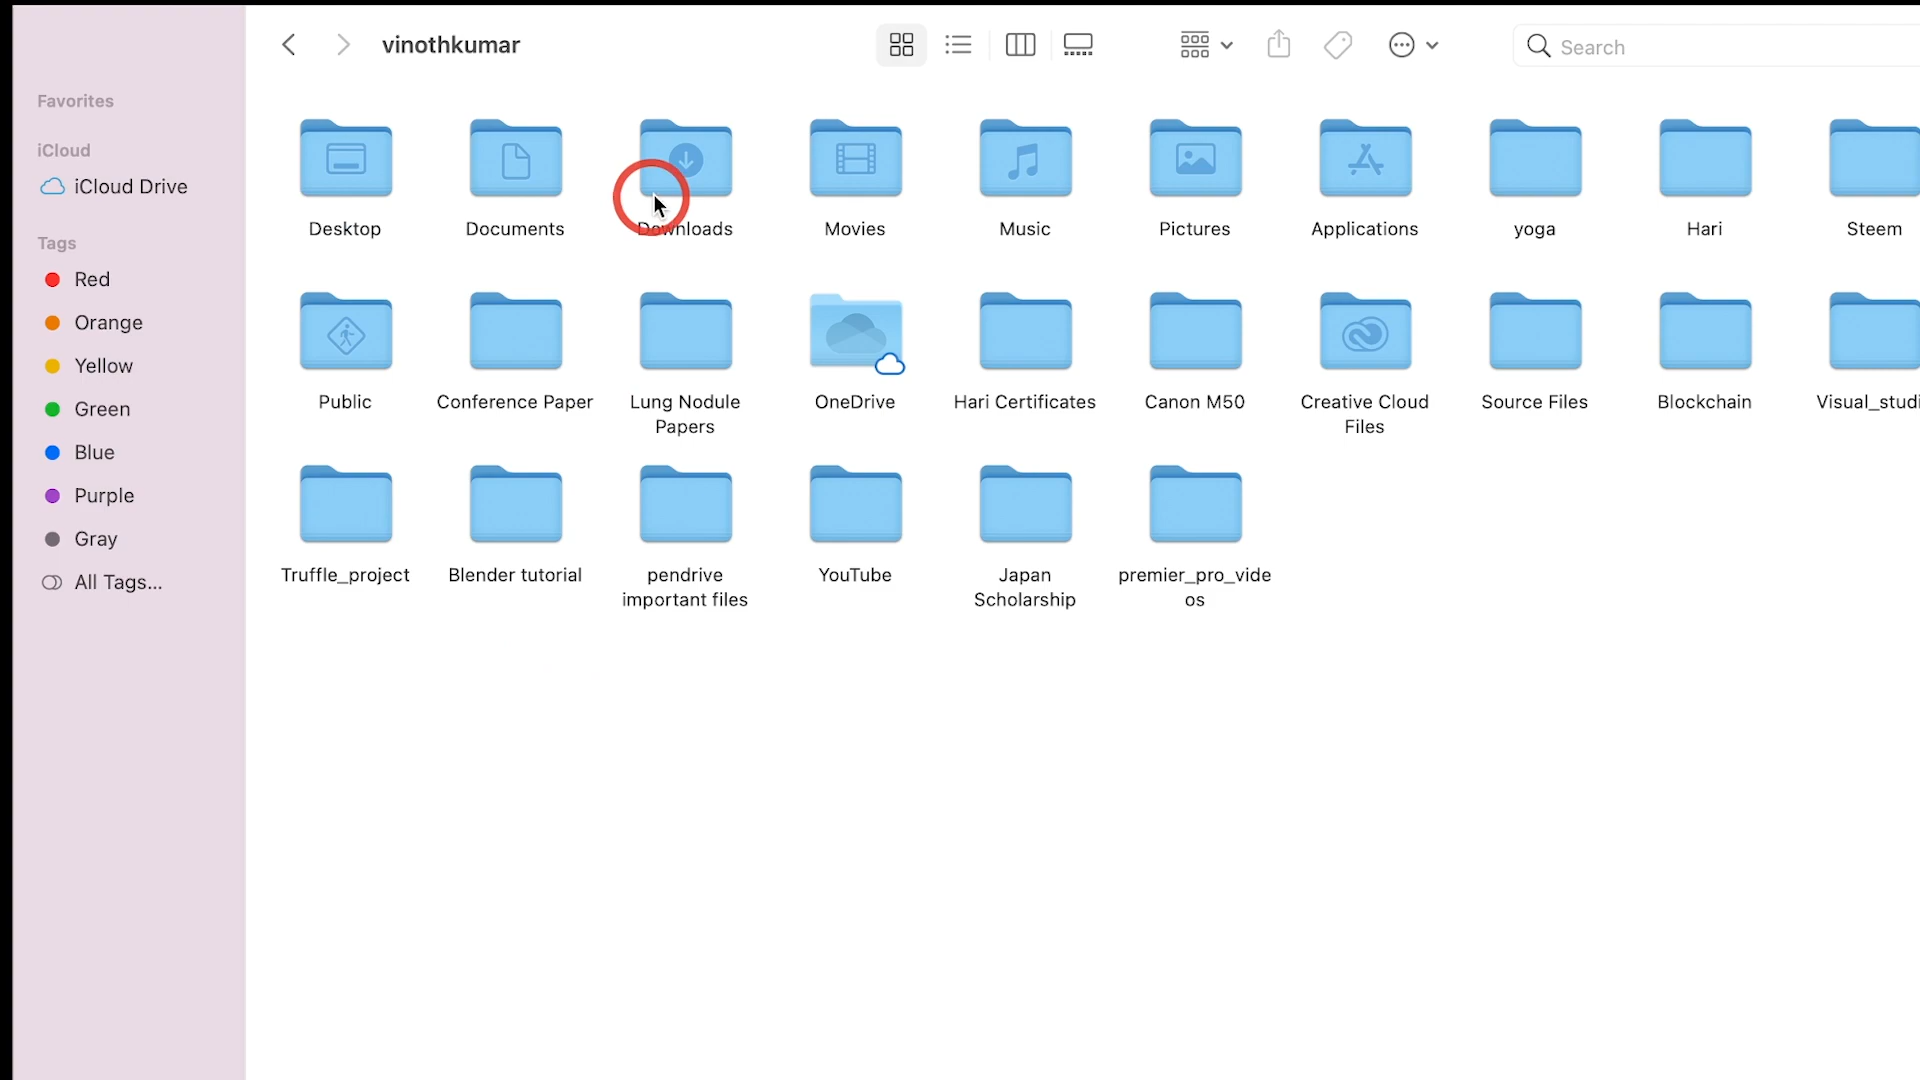 vinothkumar
Search
Favorites
iCloud
iCloud Drive
Tags
Red
Orange
Yellow
Green
Blue
Purple
Gray
All Tags...
Desktop
Documents
Downloads
Movies
Music
Pictures
Applications
yoga
Hari
Steem
Public
Conference Paper
Lung Nodule
Papers
OneDrive
Hari Certificates
Canon M50
Creative Cloud
Files
Source Files
Blockchain
Visual_studi
Truffle_project
Blender tutorial
pendrive
important files
YouTube
Japan
Scholarship
premier_pro_vide
os